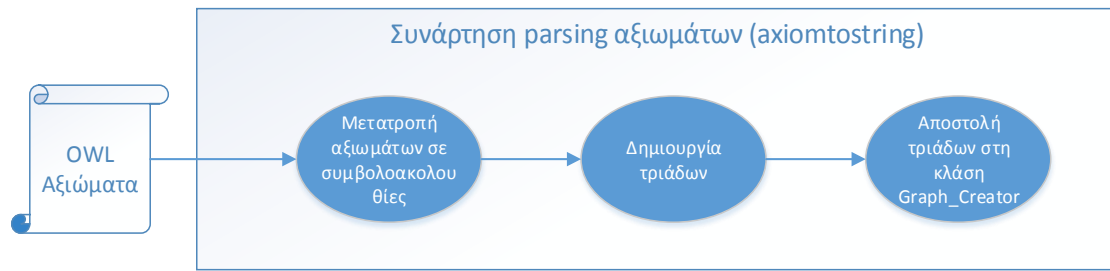 Συνάρτηση parsing αξιωμάτων (axiomtostring)
OWL
Αξιώματα
Μετατροπή
αξιωμάτων σε
συμβολοακολου
θίες
Δημιουργία
τριάδων
Αποστολή
τριάδων στη
κλάση
Graph_Creator